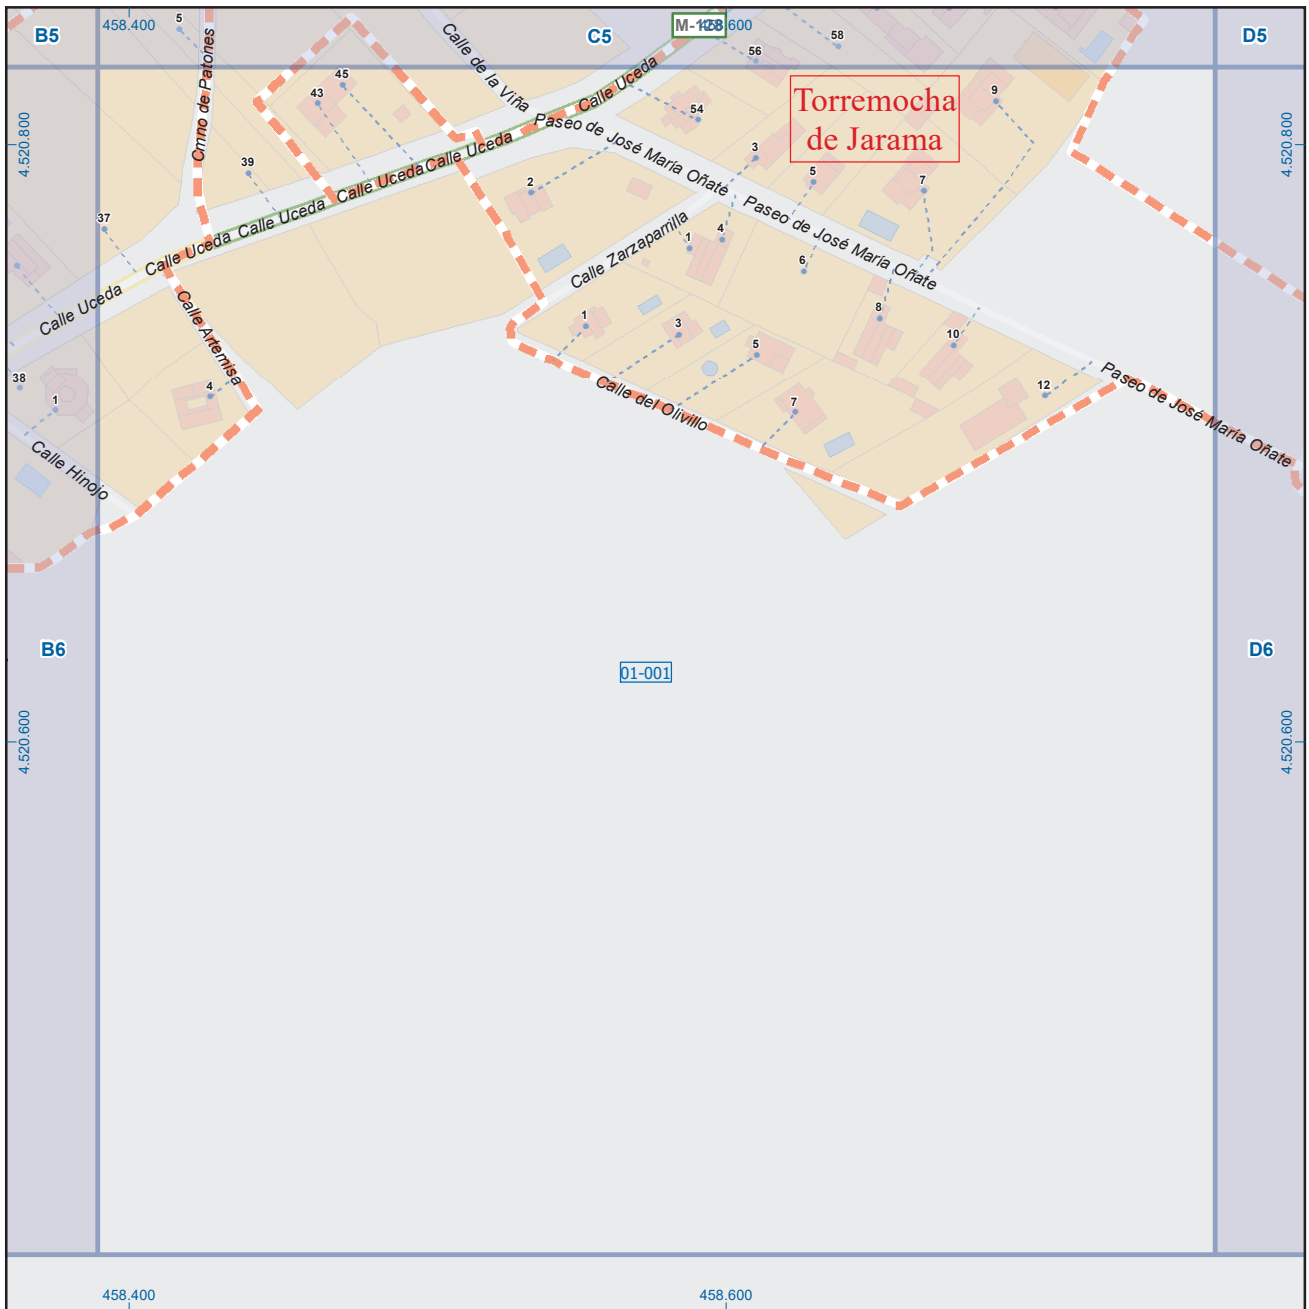 B5
458.400
5
C5
M-128
458.600
58
D5
56
Calle de la Viña
Cmno de Patones
45
43
Calle Uceda
54
Torremocha
de Jarama
9
4.520.800
4.520.800
Paseo de José María Oñate
Calle Uceda
Calle Uceda
Calle Uceda
Calle Uceda
Calle Uceda
39
2
3
5
7
37
Paseo de José María Oñate
Calle Zarzaparrilla
1
4
6
Calle Artemisa
1
3
5
8
10
38
1
4
Calle del Olivillo
7
12
Paseo de José María Oñate
Calle Hinojo
B6
01-001
D6
4.520.600
4.520.600
458.400
458.600